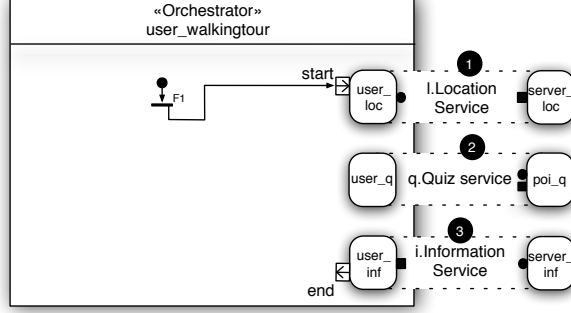 «Orchestrator»
user_walkingtour
start
F1
1
user_
loc
l.Location
Service
server_
loc
2
user_q
q.Quiz service
poi_q
3
user_
inf
i.Information
Service
server_
inf
end